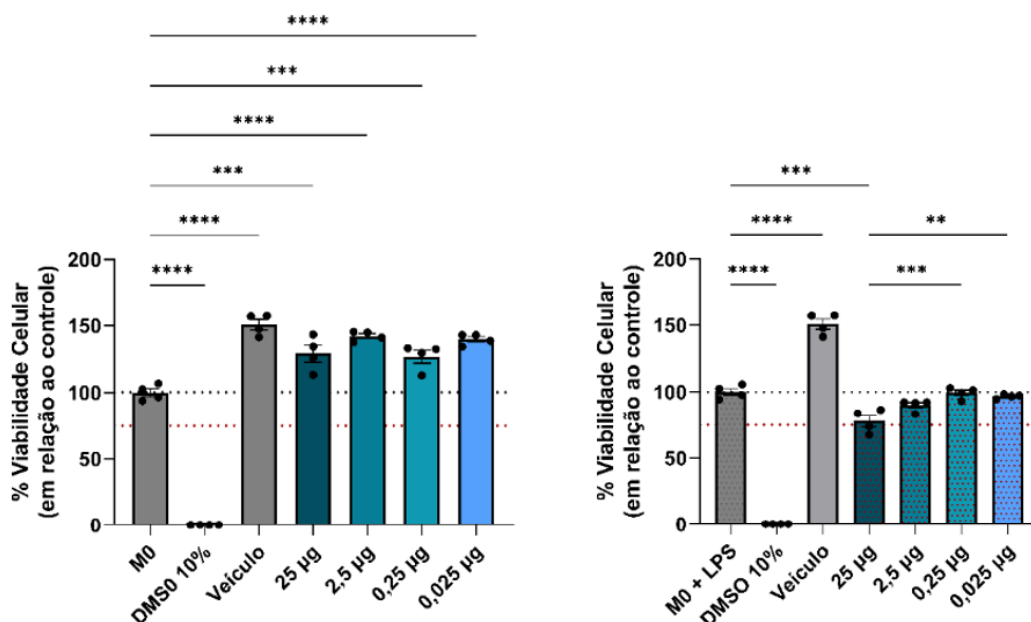 ****
***
****
***
****
****
% Viabilidade Celular
(em relação ao controle)
200
150
100
50
0
M0
DMS0 10%
Veículo
25 µg
2,5 µg
0,25 µg
0,025 µg
***
****
**
****
***
% Viabilidade Celular
(em relação ao controle)
200
150
100
50
0
M0 + LPS
DMSO 10%
Veículo
25 µg
2,5 µg
0,25 µg
0,025 µg